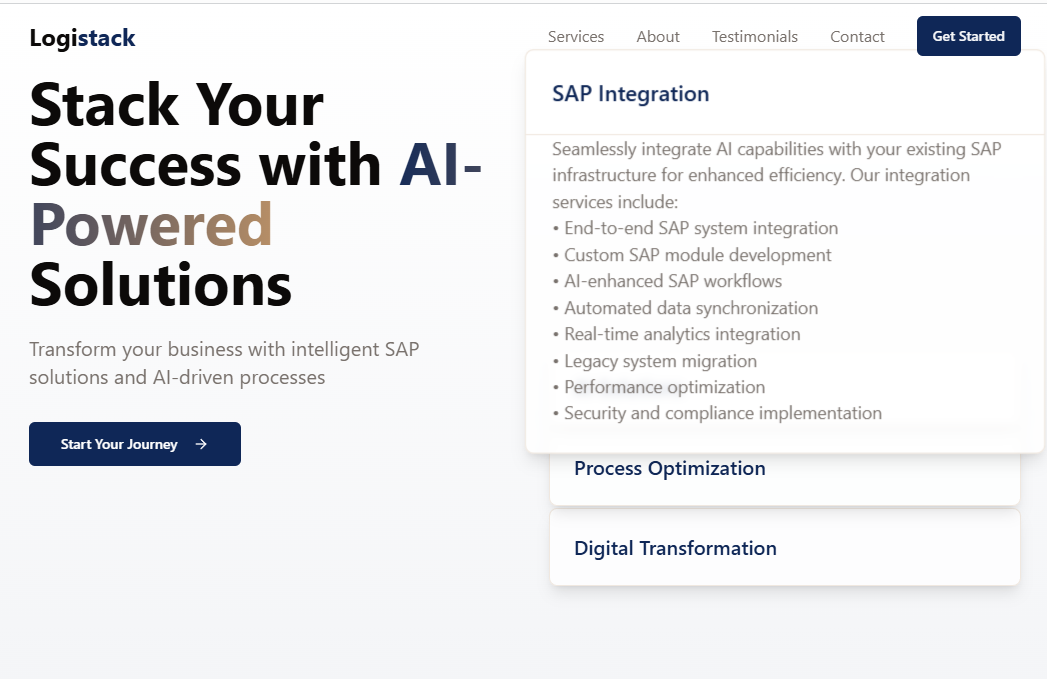 Logistack
Services
About
Testimonials
Contact
Get Started
Stack Your
Success with AI-
Powered
Solutions
Transform your business with intelligent SAP
solutions and AI-driven processes
Start Your Journey →
SAP Integration
Seamlessly integrate AI capabilities with your existing SAP
infrastructure for enhanced efficiency. Our integration
services include:
• End-to-end SAP system integration
• Custom SAP module development
• AI-enhanced SAP workflows
• Automated data synchronization
• Real-time analytics integration
• Legacy system migration
• Performance optimization
• Security and compliance implementation
Process Optimization
Digital Transformation